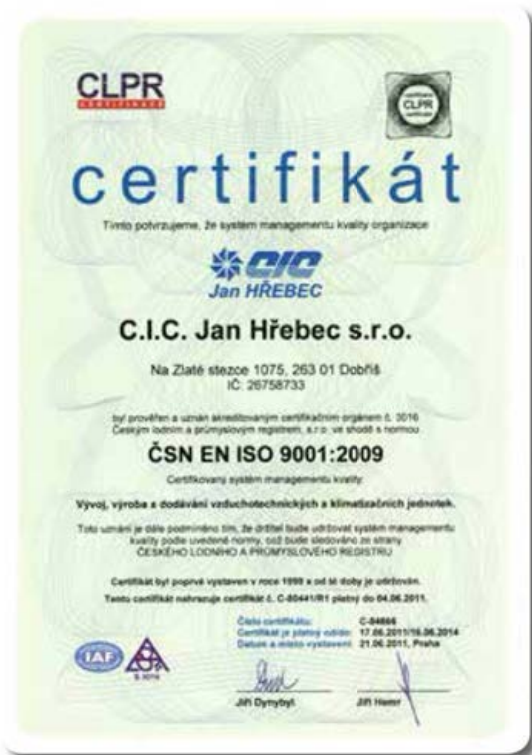 CLPR
CERTIFIKACE
CLPR
certifikát
Tímto potvrzujeme, že systém managementu kvality organizace
CIC
Jan HŘEBEC
C.I.C. Jan Hřebec s.r.o.
Na Zlaté stezce 1075, 263 01 Dobříš
IČ: 26758733
byl prověřen a uznán akreditovaným certifikačním orgánem č. 3016
Českým lodním a průmyslovým registrem, s.r.o. ve shodě s normou
ČSN EN ISO 9001:2009
Certifikovaný systém managementu kvality:
Vývoj, výroba a dodávání vzduchotechnických a klimatizačních jednotek.
Toto uznání je dále podmíněno tím, že držitel bude udržovat systém managementu
kvality podle uvedené normy, což bude sledováno ze strany
ČESKÉHO LODNÍHO A PRŮMYSLOVÉHO REGISTRU
Certifikát byl poprvé vystaven v roce 1999 a od té doby je udržován.
Tento certifikát nahrazuje certifikát č. C-80441/R1 platný do 04.06.2011.
Číslo certifikátu: C-84666
Certifikát je platný od/do: 17.06.2011/16.06.2014
Datum a místo vystavení: 21.06.2011, Praha
IAF
S 3016
Jiří Dynybyl
Jiří Hemr